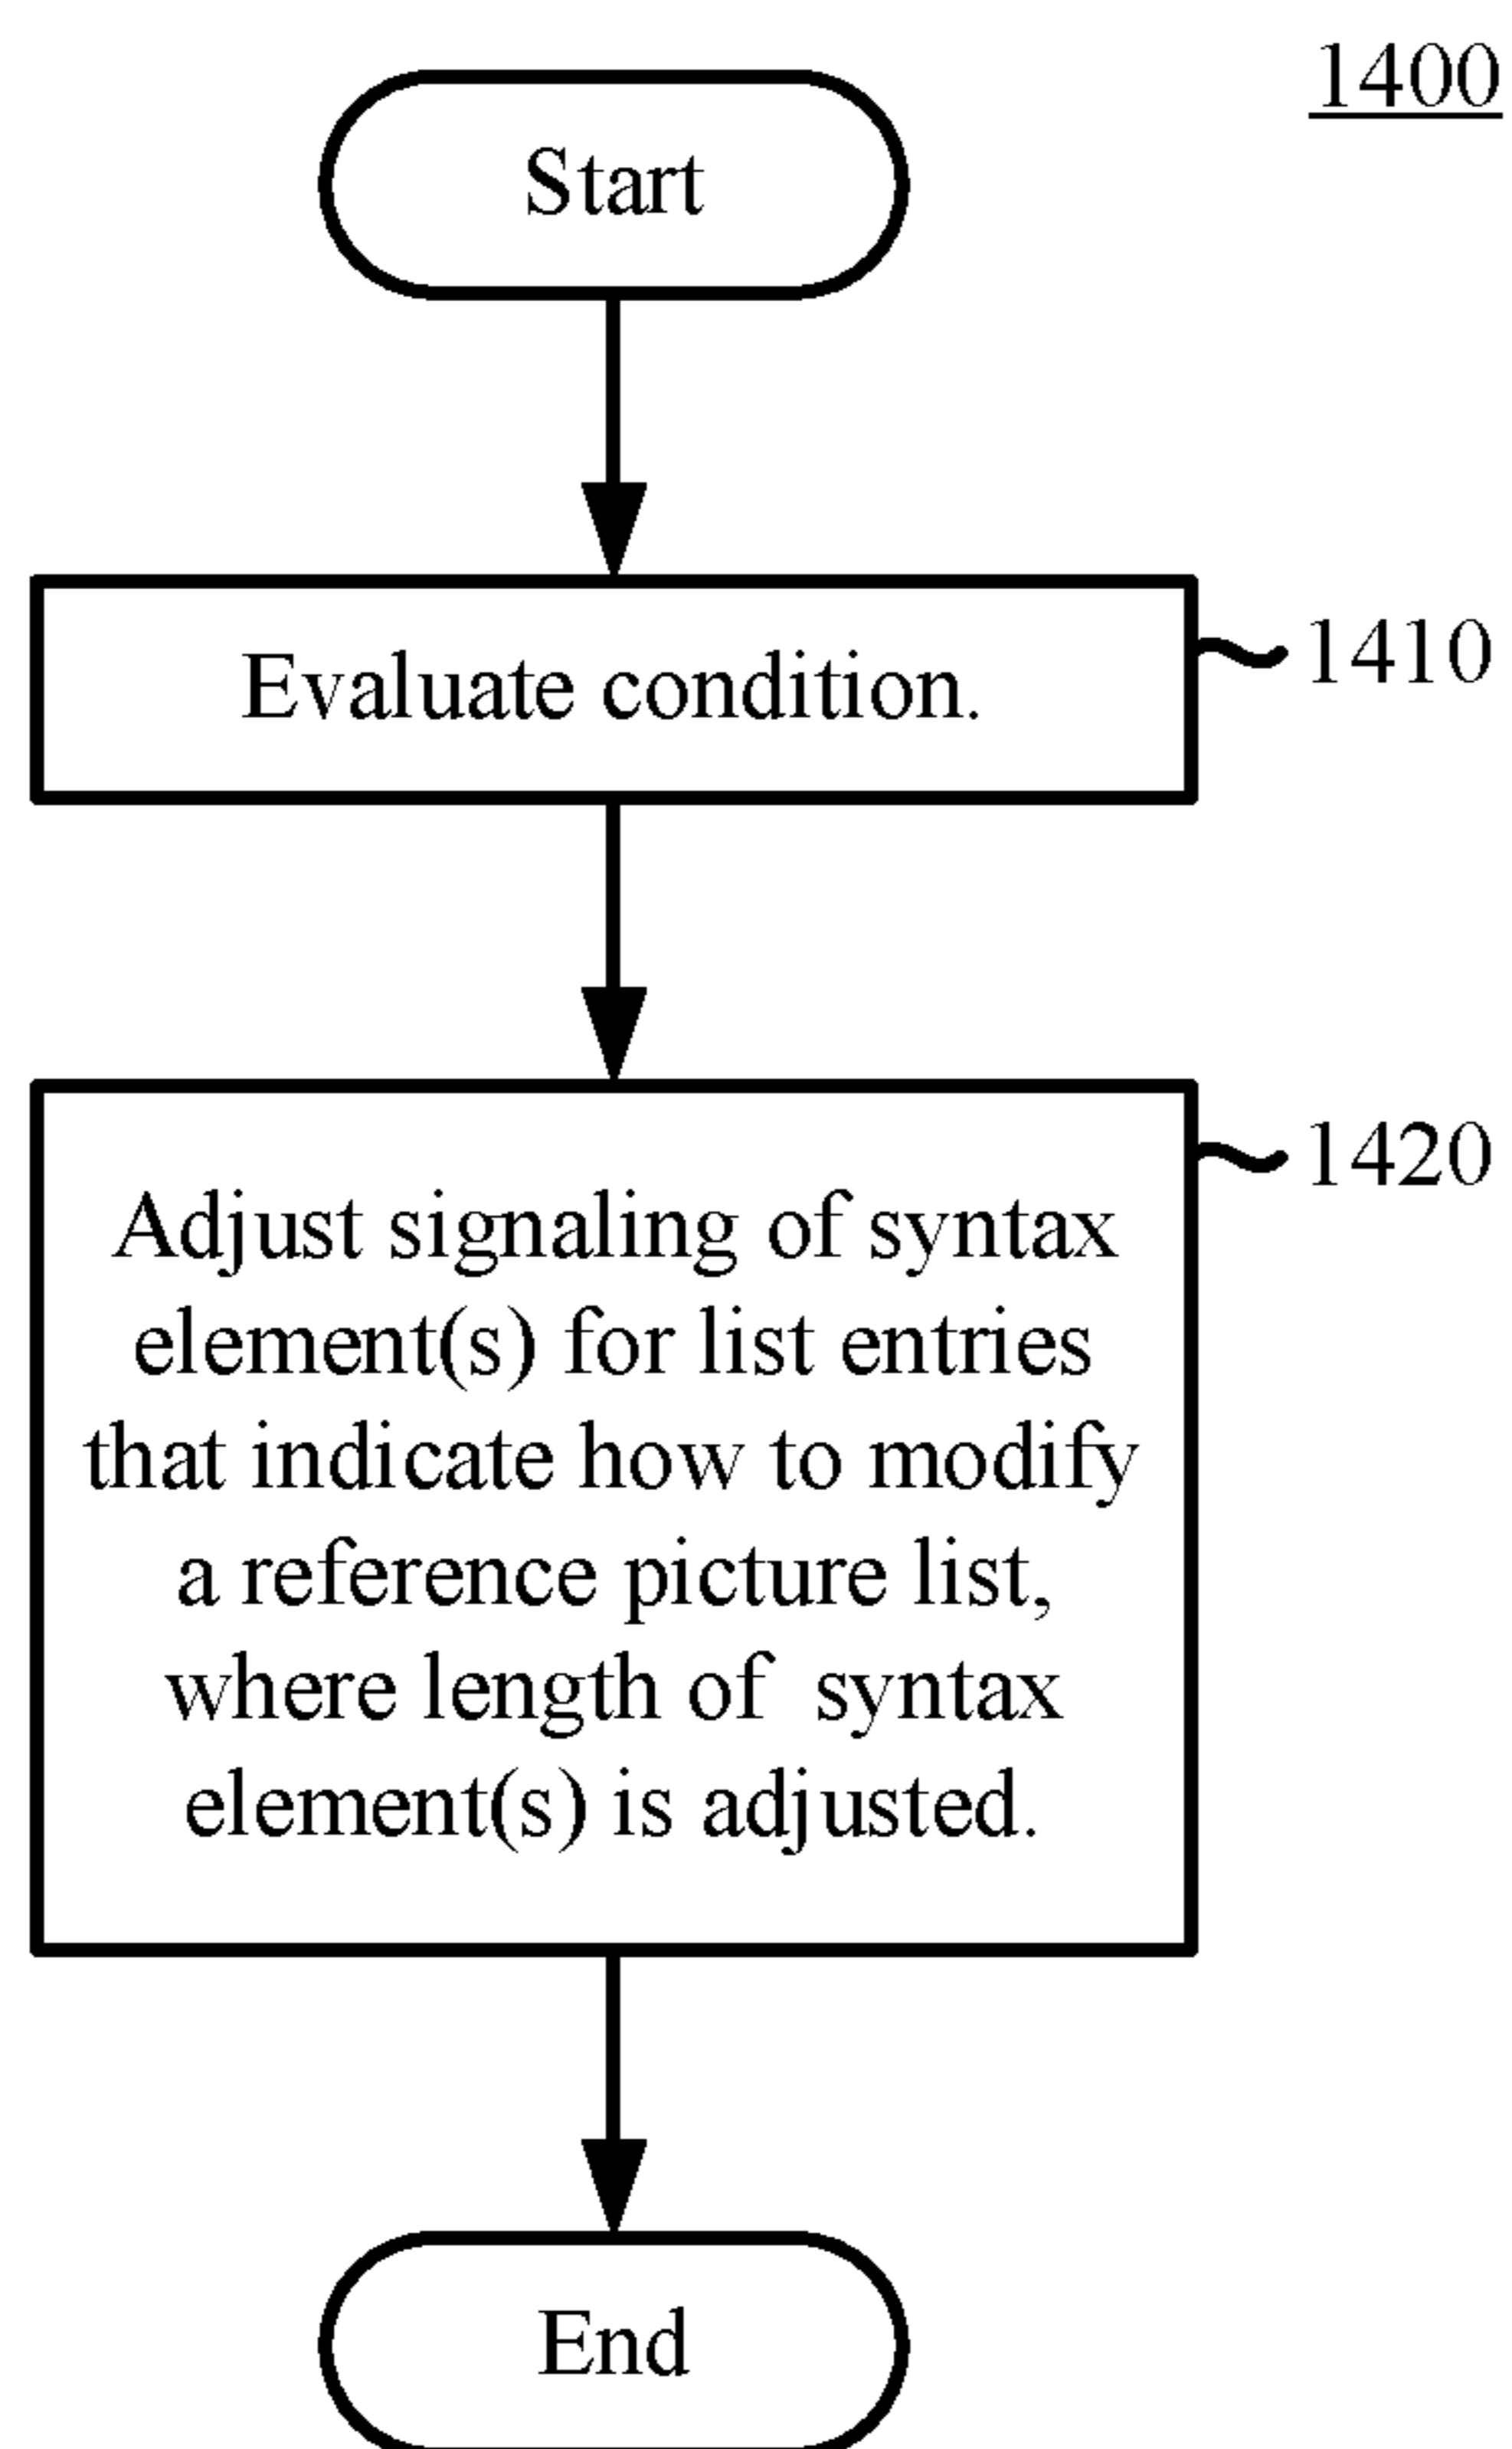 1400
Start
Evaluate condition.
1410
Adjust signaling of syntax
element(s) for list entries
that indicate how to modify
a reference picture list,
where length of syntax
element(s) is adjusted.
1420
End